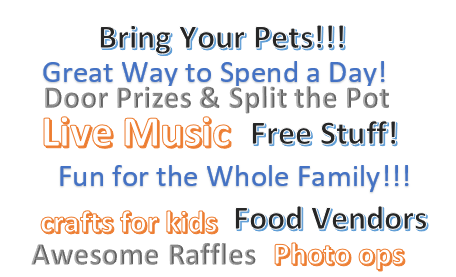 Bring Your Pets!!!
Great Way to Spend a Day!
Door Prizes & Split the Pot
Live Music Free Stuff!
Fun for the Whole Family!!!
crafts for kids Food Vendors
Awesome Raffles Photo ops